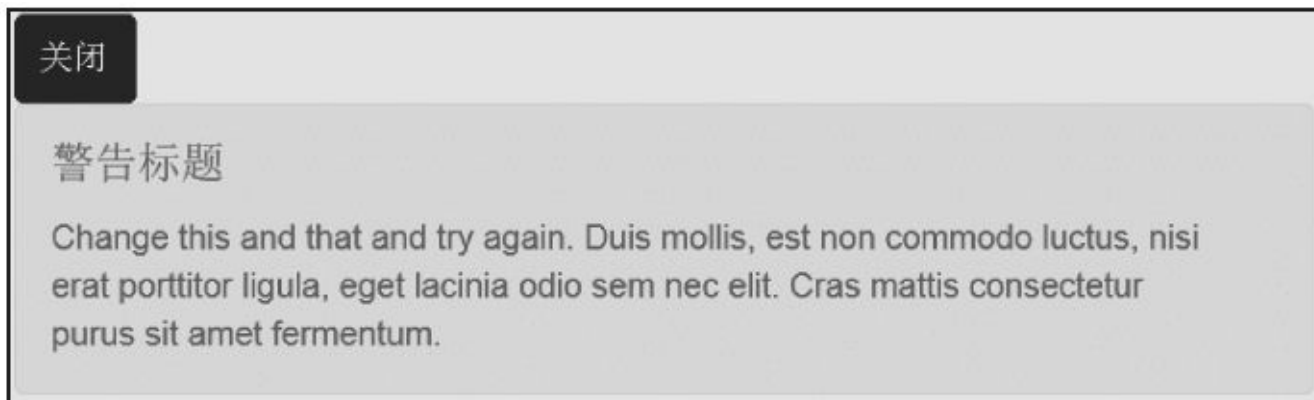 关闭
警告标题
Change this and that and try again. Duis mollis, est non commodo luctus, nisi
erat porttitor ligula, eget lacinia odio sem nec elit. Cras mattis consectetur
purus sit amet fermentum.